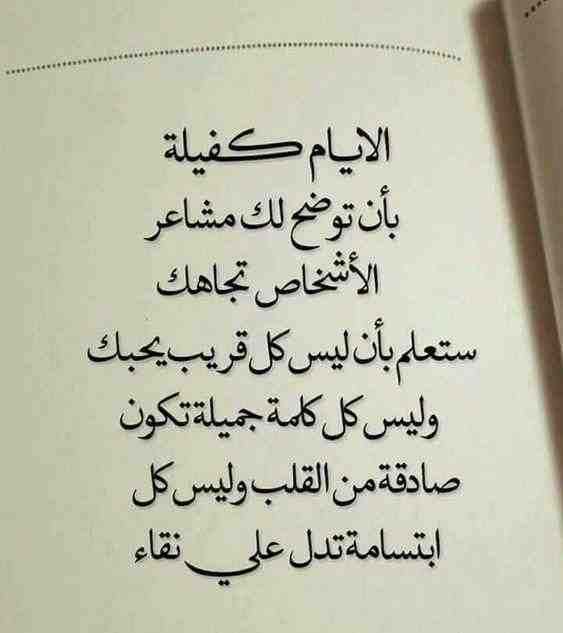 الايام كفيلة
بأن توضح لك مشاعر
الأشخاص تجاهك
ستعلم بأن ليس كل قريب يحبك
وليس كل كلمة جميلة تكون
صادقة من القلب وليس كل
ابتسامة تدل علي نقاء